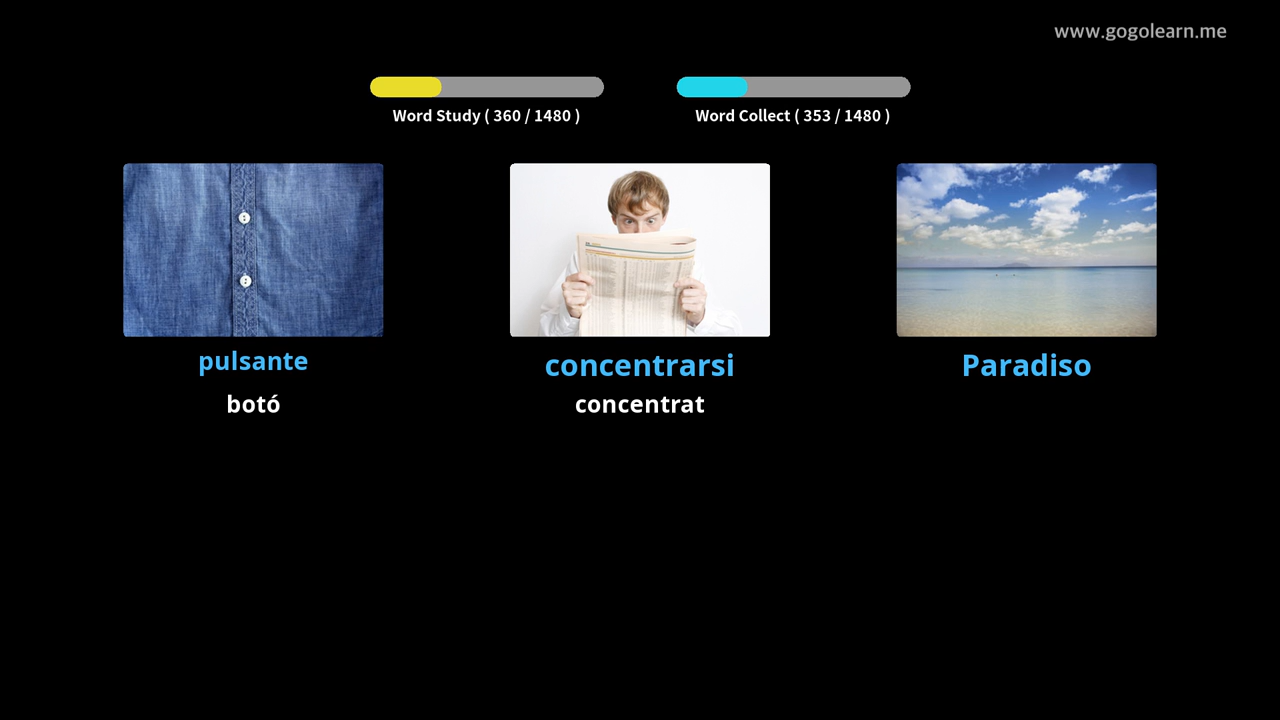 www.gogolearn.me
Word Study ( 360 / 1480 )
Word Collect ( 353 / 1480 )
pulsante
botó
concentrarsi
concentrat
Paradiso